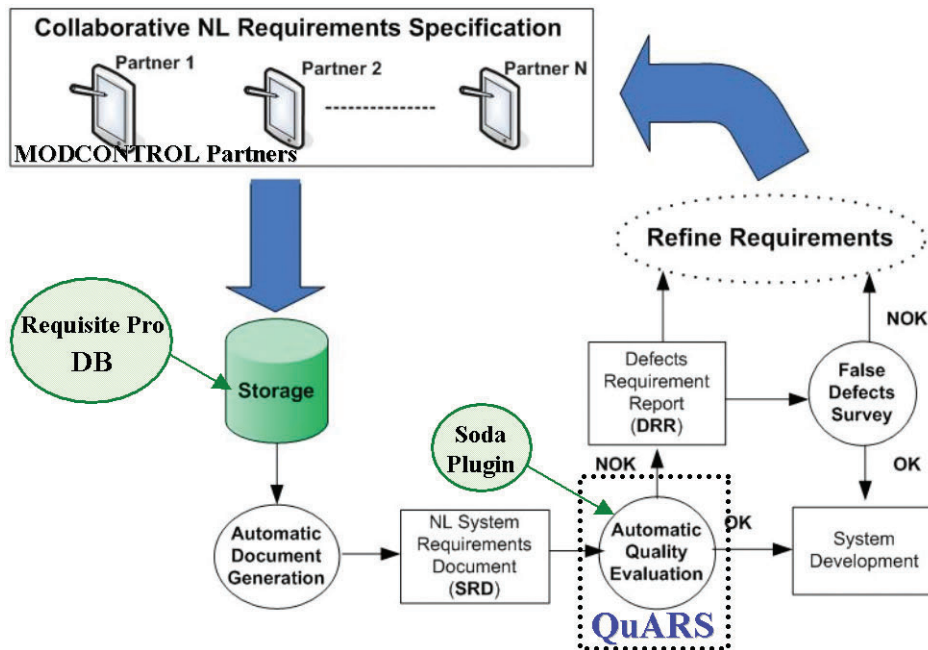 Collaborative NL Requirements Specification
Partner 1
Partner 2
Partner N
MODCONTROL Partners
Refine Requirements
Requisite Pro
DB
Storage
NOK
Defects
Requirement
Report
(DRR)
False
Defects
Survey
Soda
Plugin
NOK
OK
Automatic
Document
Generation
NL System
Requirements
Document
(SRD)
Automatic
Quality
Evaluation
OK
System
Development
QuARS